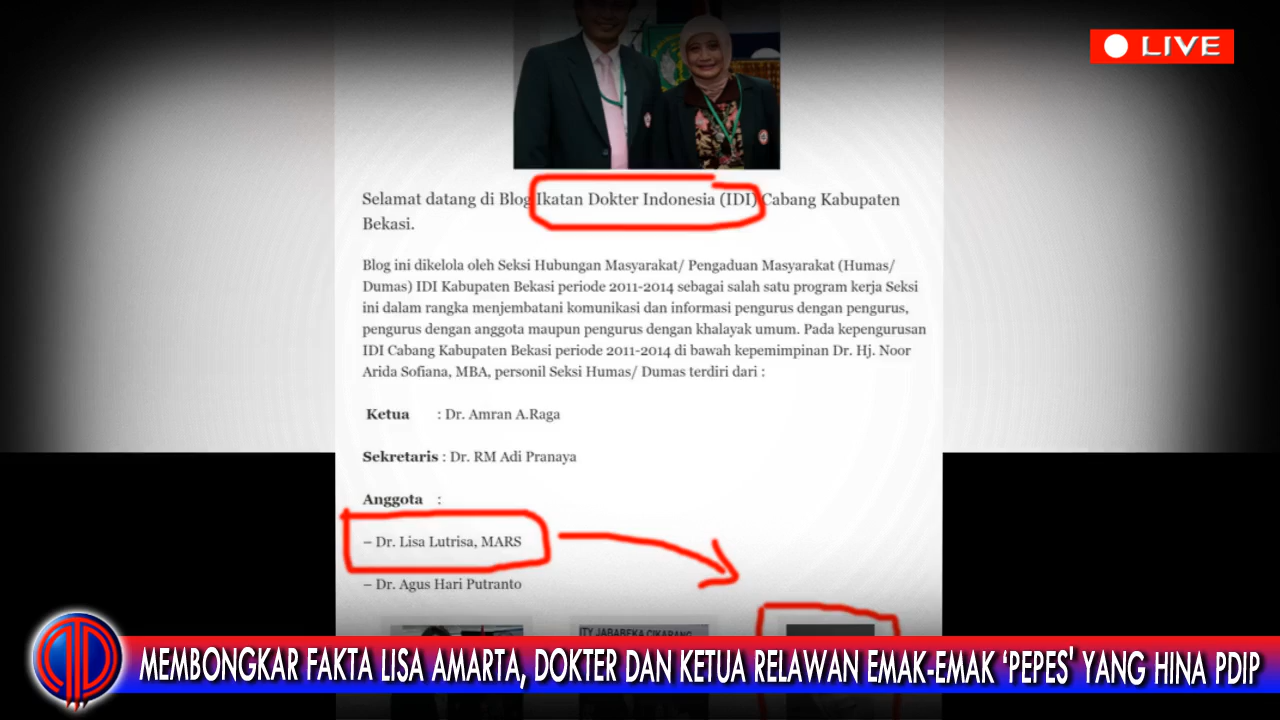 LIVE
Selamat datang di Blog Ikatan Dokter Indonesia (IDI) Cabang Kabupaten
Bekasi.
Blog ini dikelola oleh Seksi Hubungan Masyarakat/ Pengaduan Masyarakat (Humas/
Dumas) IDI Kabupaten Bekasi periode 2011-2014 sebagai salah satu program kerja Seksi
ini dalam rangka menjembatani komunikasi dan informasi pengurus dengan pengurus,
pengurus dengan anggota maupun pengurus dengan khalayak umum. Pada kepengurusan
IDI Cabang Kabupaten Bekasi periode 2011-2014 di bawah kepemimpinan Dr. Hj. Noor
Arida Sofiana, MBA, personil Seksi Humas/ Dumas terdiri dari :
Ketua : Dr. Amran A.Raga
Sekretaris : Dr. RM Adi Pranaya
Anggota :
– Dr. Lisa Lutrisa, MARS
– Dr. Agus Hari Putranto
ITY JABABEKA CIKARANG
MEMBONGKAR FAKTA LISA AMARTA, DOKTER DAN KETUA RELAWAN EMAK-EMAK ‘PEPES' YANG HINA PDIP